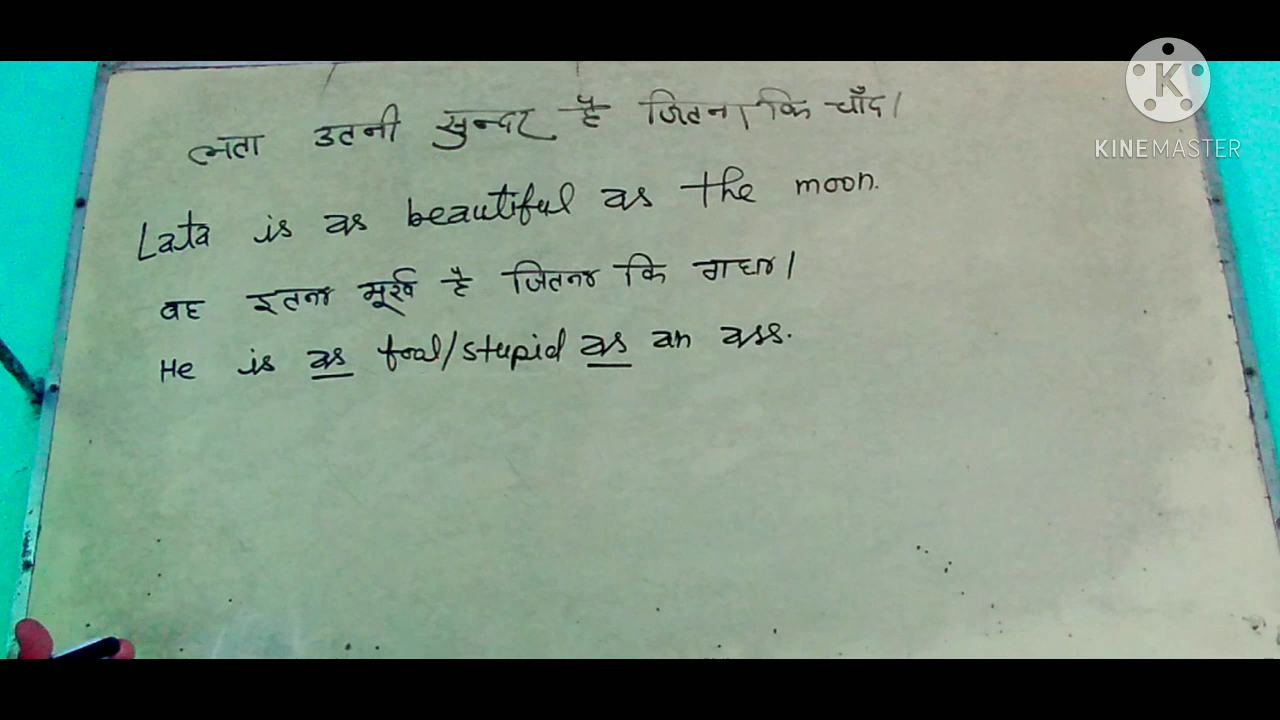 लता उतनी सुन्दर है जितना कि चाँद।
KINEMASTER
Lata is as beautiful as the moon.
वह इतना मूर्ख है जितना कि गधा।
He is as fool/stupid as an ass.